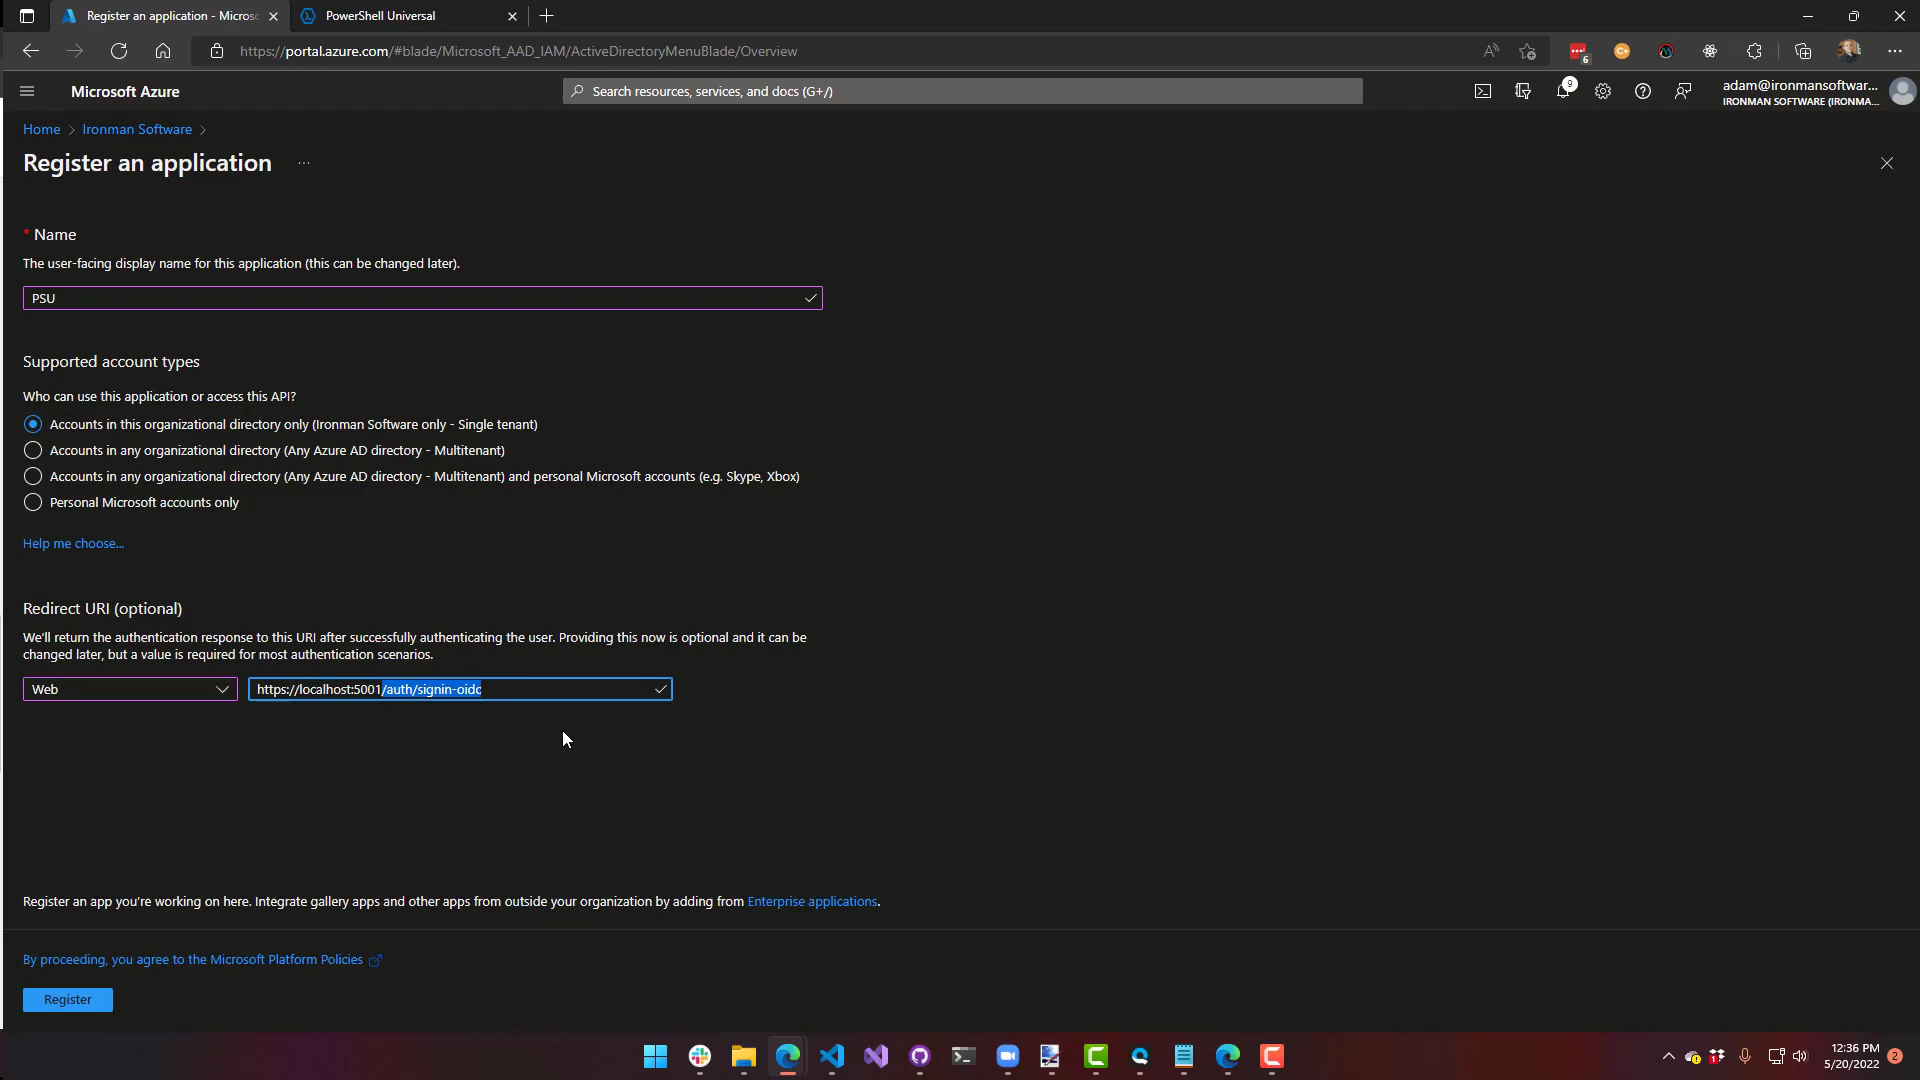 Register an application - Micros
PowerShell Universal
https://portal.azure.com/#blade/Microsoft_AAD_IAM/ActiveDirectoryMenuBlade/Overview
6
Microsoft Azure
Search resources, services, and docs (G+/)
9
adam@ironmansoftwar...
IRONMAN SOFTWARE (IRONMA...
Home > Ironman Software >
Register an application ...
* Name
The user-facing display name for this application (this can be changed later).
PSU
Supported account types
Who can use this application or access this API?
Accounts in this organizational directory only (Ironman Software only - Single tenant)
Accounts in any organizational directory (Any Azure AD directory - Multitenant)
Accounts in any organizational directory (Any Azure AD directory - Multitenant) and personal Microsoft accounts (e.g. Skype, Xbox)
Personal Microsoft accounts only
Help me choose...
Redirect URI (optional)
We'll return the authentication response to this URI after successfully authenticating the user. Providing this now is optional and it can be
changed later, but a value is required for most authentication scenarios.
Web
https://localhost:5001/auth/signin-oidc
Register an app you're working on here. Integrate gallery apps and other apps from outside your organization by adding from Enterprise applications.
By proceeding, you agree to the Microsoft Platform Policies
Register
12:36 PM
5/20/2022
2